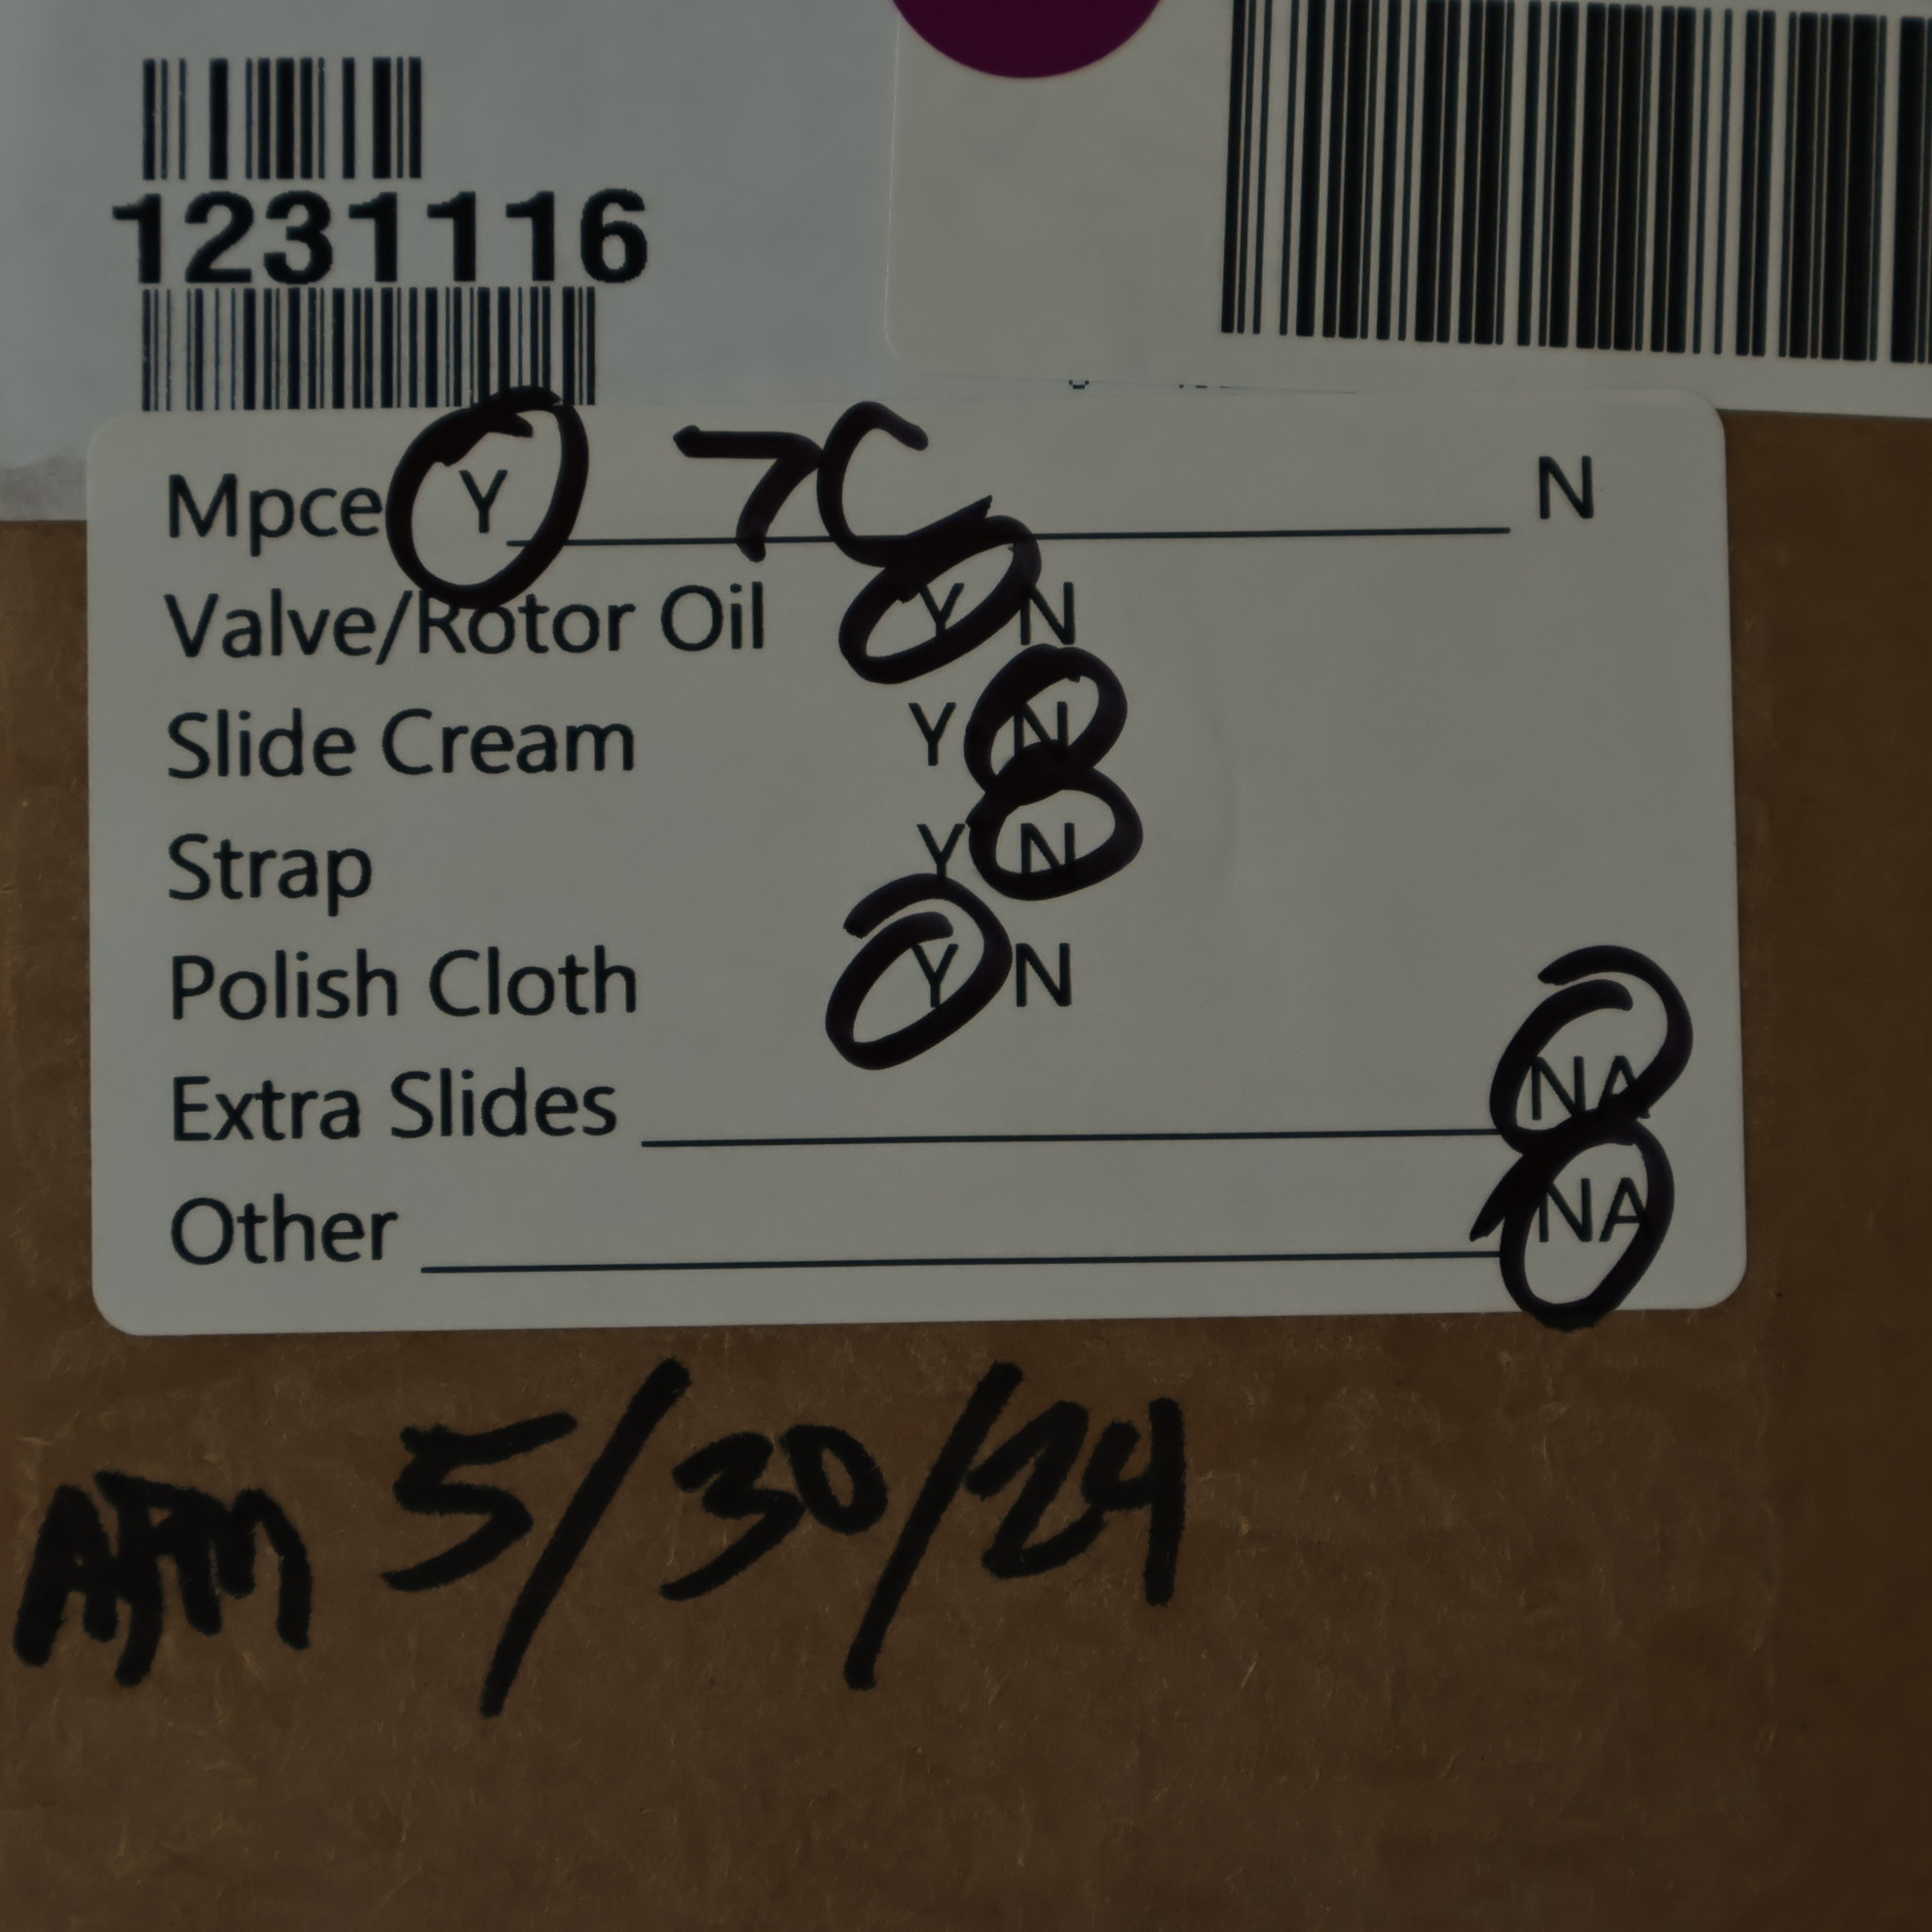 1231116
Mpce Y 7C N
Valve/Rotor Oil Y N
Slide Cream Y N
Strap Y N
Polish Cloth Y N
Extra Slides NA
Other NA
5/30/24